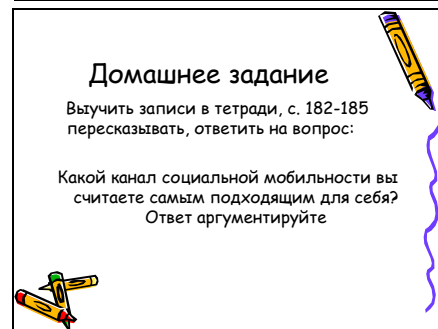 Домашнее задание
Выучить записи в тетради, с. 182-185
пересказывать, ответить на вопрос:
Какой канал социальной мобильности вы
считаете самым подходящим для себя?
Ответ аргументируйте